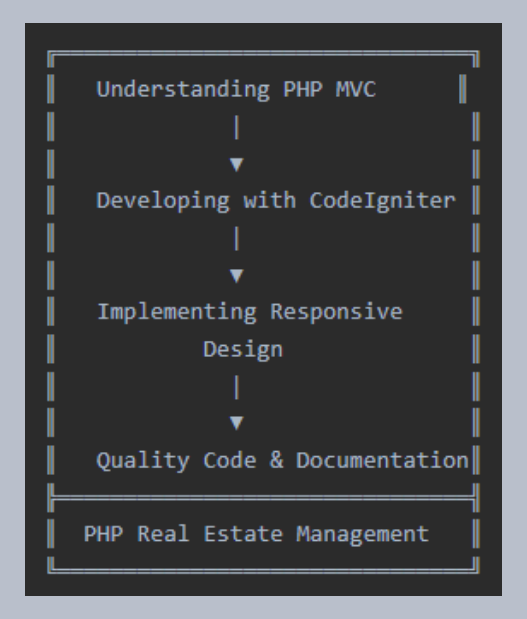 Understanding PHP MVC
Developing with CodeIgniter
Implementing Responsive
Design
Quality Code & Documentation
PHP Real Estate Management